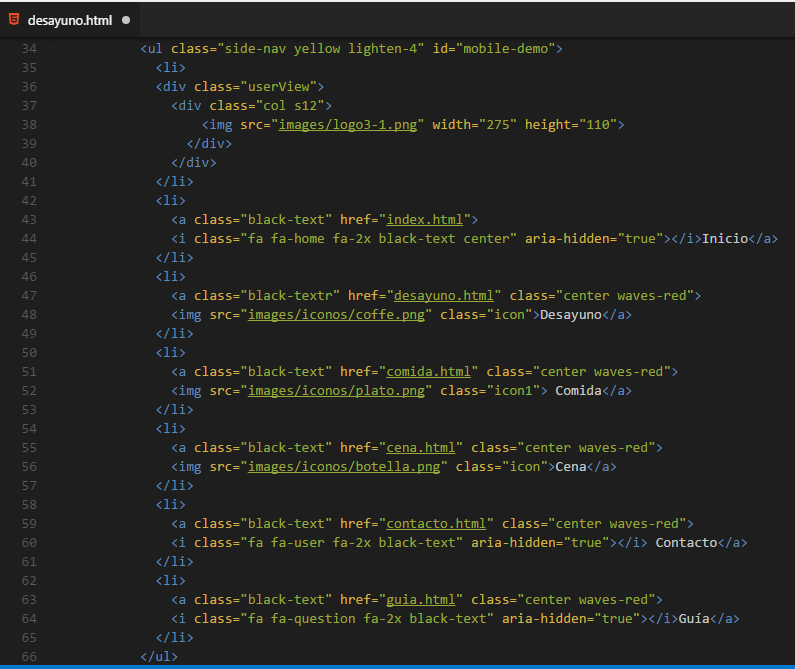 desayuno.html
34 <ul class="side-nav yellow lighten-4" id="mobile-demo">
35 <li>
36 <div class="userView">
37 <div class="col s12">
38 <img src="images/logo3-1.png" width="275" height="110">
39 </div>
40 </div>
41 </li>
42 <li>
43 <a class="black-text" href="index.html">
44 <i class="fa fa-home fa-2x black-text center" aria-hidden="true"></i>Inicio</a>
45 </li>
46 <li>
47 <a class="black-textr" href="desayuno.html" class="center waves-red">
48 <img src="images/iconos/coffe.png" class="icon">Desayuno</a>
49 </li>
50 <li>
51 <a class="black-text" href="comida.html" class="center waves-red">
52 <img src="images/iconos/plato.png" class="icon1"> Comida</a>
53 </li>
54 <li>
55 <a class="black-text" href="cena.html" class="center waves-red">
56 <img src="images/iconos/botella.png" class="icon">Cena</a>
57 </li>
58 <li>
59 <a class="black-text" href="contacto.html" class="center waves-red">
60 <i class="fa fa-user fa-2x black-text" aria-hidden="true"></i> Contacto</a>
61 </li>
62 <li>
63 <a class="black-text" href="guia.html" class="center waves-red">
64 <i class="fa fa-question fa-2x black-text" aria-hidden="true"></i>Guía</a>
65 </li>
66 </ul>